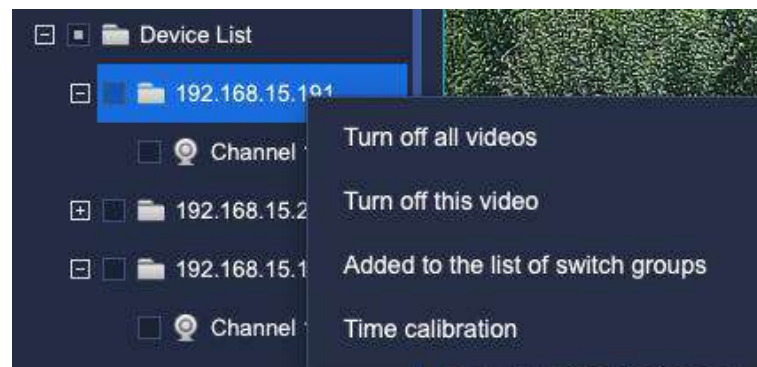 Device List
192.168.15.191
Channel
Turn off all videos
192.168.15.2
Turn off this video
192.168.15.1
Added to the list of switch groups
Channel
Time calibration